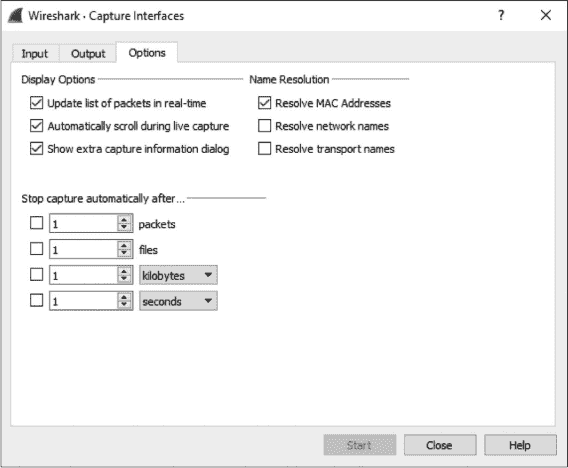 Wireshark · Capture Interfaces
Input Output Options
Display Options Name Resolution
Update list of packets in real-time Resolve MAC Addresses
Automatically scroll during live capture Resolve network names
Show extra capture information dialog Resolve transport names
Stop capture automatically after...
1 packets
1 files
1 kilobytes
1 seconds
Start Close Help